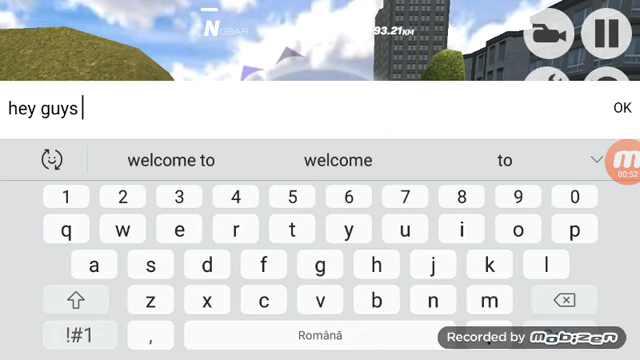 N GEAR 93.21KM
hey guys OK
welcome to welcome to
00:52
1 2 3 4 5 6 7 8 9 0
q w e r t y u i o p
a s d f g h j k l
z x c v b n m
!#1 , Română
Recorded by mobizen